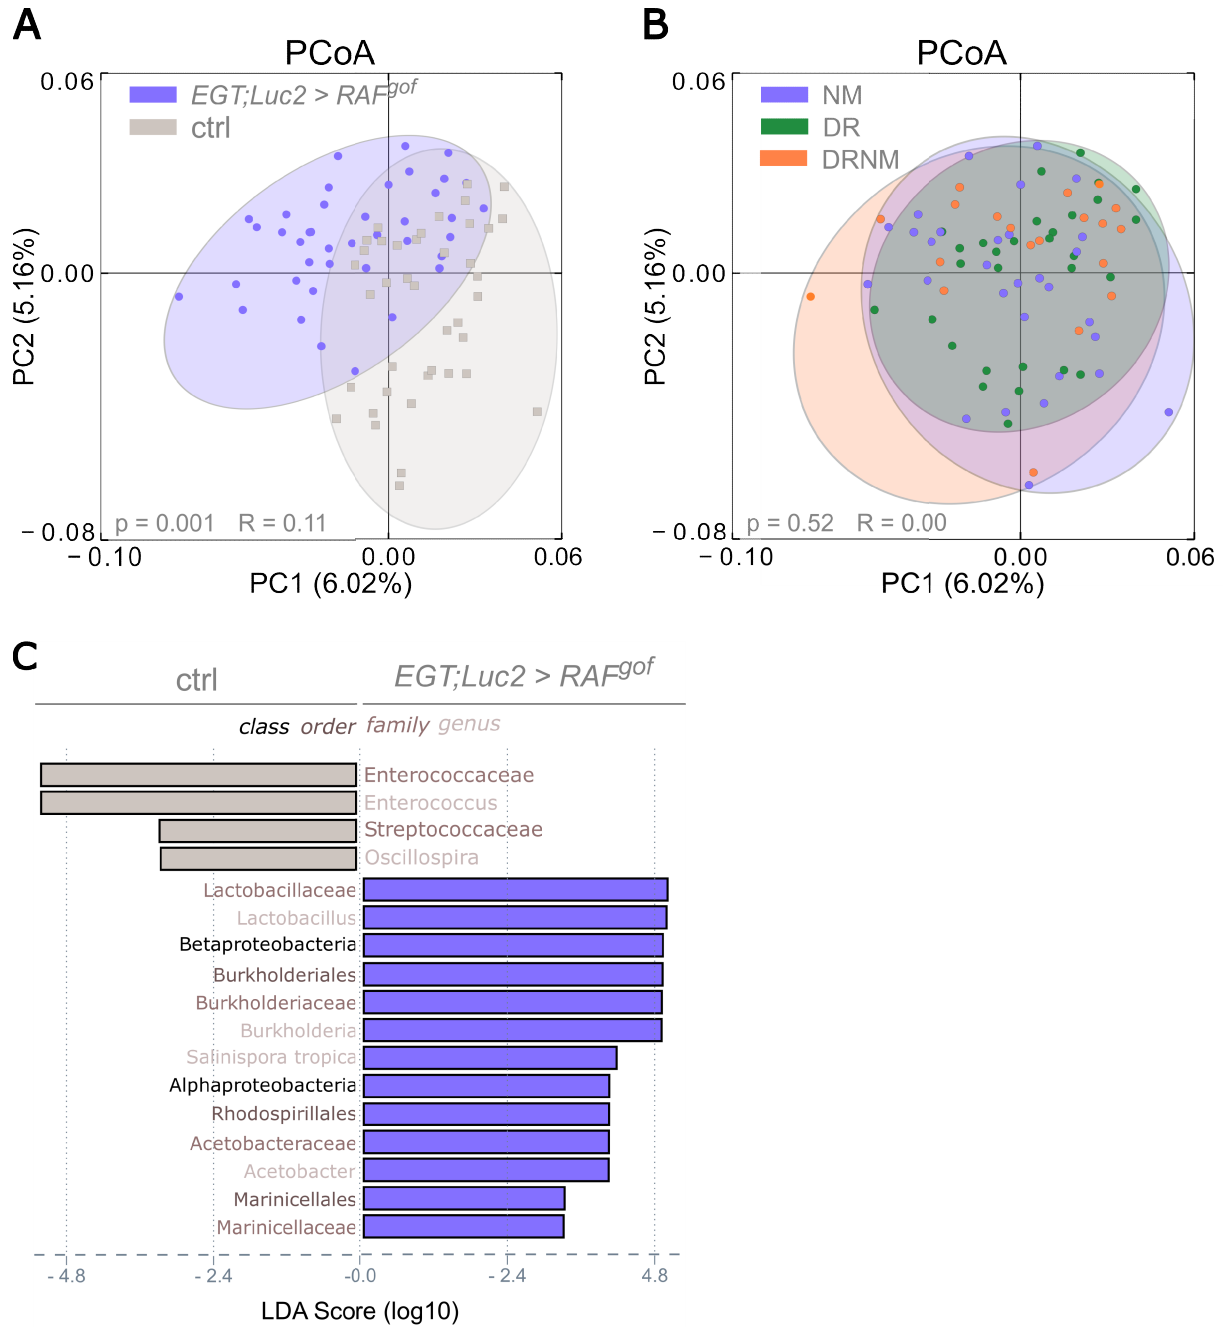 A
PCoA
0.06
EGT;Luc2 > RAFgof
ctrl
0.00
PC2 (5.16%)
p = 0.001 R = 0.11
− 0.08
− 0.10 0.00 0.06
PC1 (6.02%)
B
PCoA
0.06
NM
DR
DRNM
0.00
PC2 (5.16%)
p = 0.52 R = 0.00
− 0.08
− 0.10 0.00 0.06
PC1 (6.02%)
C
ctrl EGT;Luc2 > RAFgof
class order family genus
Enterococcaceae
Enterococcus
Streptococcaceae
Oscillospira
Lactobacillaceae
Lactobacillus
Betaproteobacteria
Burkholderiales
Burkholderiaceae
Burkholderia
Salinispora tropica
Alphaproteobacteria
Rhodospirillales
Acetobacteraceae
Acetobacter
Marinicellales
Marinicellaceae
- 4.8 - 2.4 -0.0 - 2.4 4.8
LDA Score (log10)